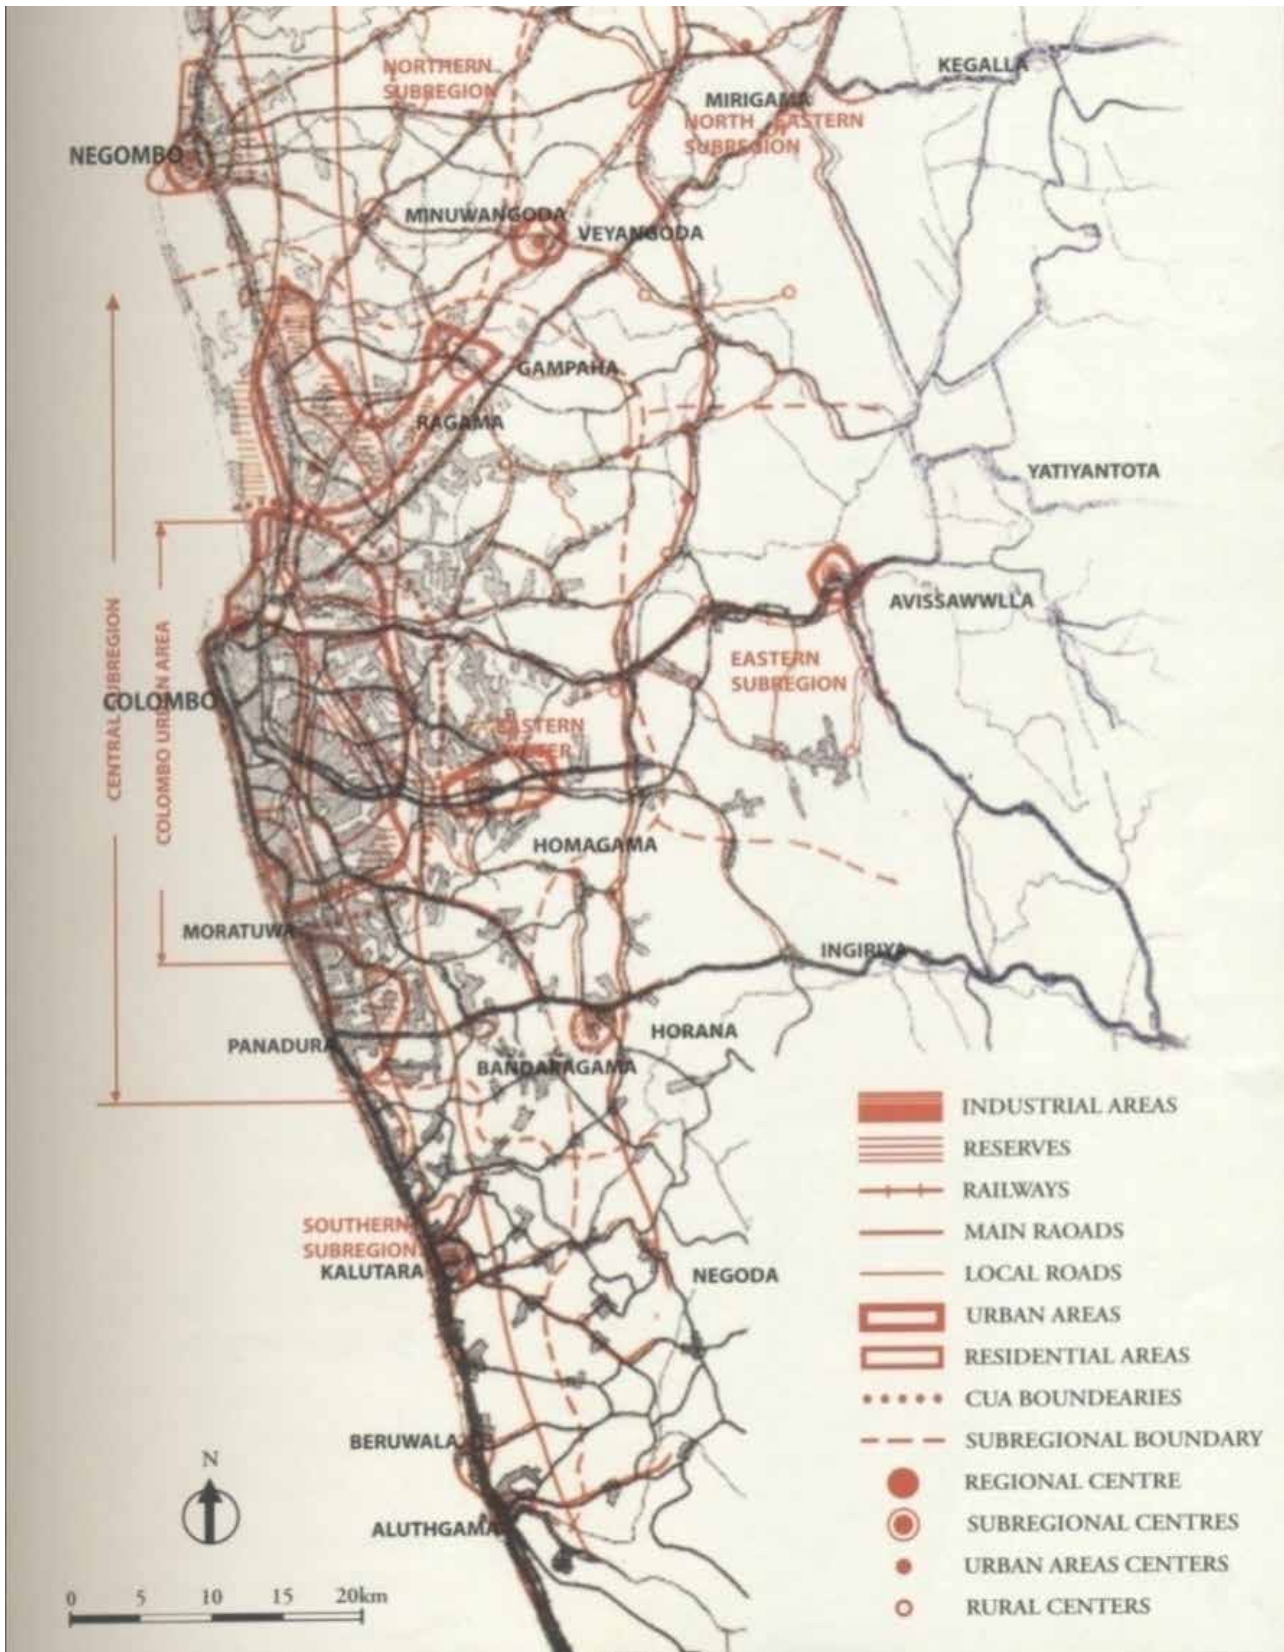 NORTHERN
SUBREGION
KEGALLA
MIRIGAMA
NORTH EASTERN
SUBREGION
NEGOMBO
MINUWANGODA
VEYANGODA
GAMPAHA
RAGAMA
YATIYANTOTA
AVISSAWWLLA
CENTRAL SUBREGION
COLOMBO URBAN AREA
EASTERN
SUBREGION
COLOMBO
EASTERN
HOMAGAMA
MORATUWA
INGIRIYA
PANADURA
HORANA
BANDARAGAMA
SOUTHERN
SUBREGION
KALUTARA
NEGODA
BERUWALA
ALUTHGAMA
N
0 5 10 15 20km
INDUSTRIAL AREAS
RESERVES
RAILWAYS
MAIN RAOADS
LOCAL ROADS
URBAN AREAS
RESIDENTIAL AREAS
CUA BOUNDEARIES
SUBREGIONAL BOUNDARY
REGIONAL CENTRE
SUBREGIONAL CENTRES
URBAN AREAS CENTERS
RURAL CENTERS